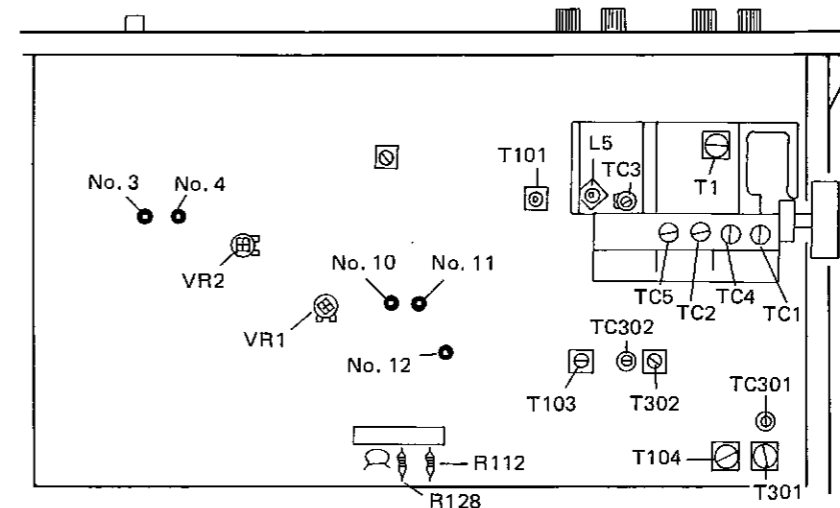 L5
T101
TC3
T1
No. 3
No. 4
VR2
No. 10
No. 11
TC5
TC2
TC4
TC1
VR1
No. 12
TC302
T103
T302
TC301
T104
R112
T301
R128